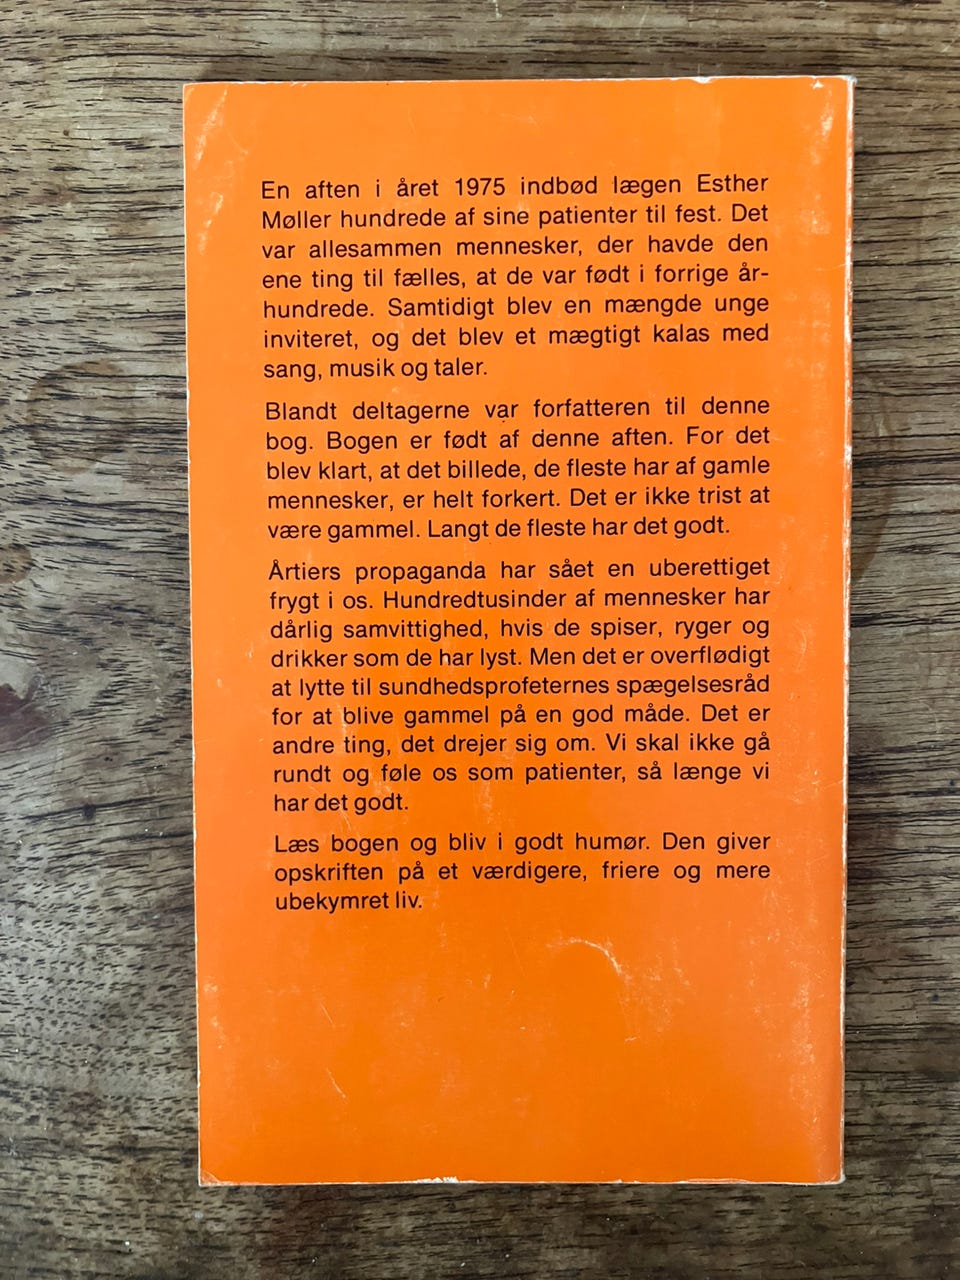 En aften i året 1975 indbød lægen Esther
Møller hundrede af sine patienter til fest. Det
var allesammen mennesker, der havde den
ene ting til fælles, at de var født i forrige år-
hundrede. Samtidigt blev en mængde unge
inviteret, og det blev et mægtigt kalas med
sang, musik og taler.
Blandt deltagerne var forfatteren til denne
bog. Bogen er født af denne aften. For det
blev klart, at det billede, de fleste har af gamle
mennesker, er helt forkert. Det er ikke trist at
være gammel. Langt de fleste har det godt.
Årtiers propaganda har sået en uberettiget
frygt i os. Hundredtusinder af mennesker har
dårlig samvittighed, hvis de spiser, ryger og
drikker som de har lyst. Men det er overflødigt
at lytte til sundhedsprofeternes spægelsesråd
for at blive gammel på en god måde. Det er
andre ting, det drejer sig om. Vi skal ikke gå
rundt og føle os som patienter, så længe vi
har det godt.
Læs bogen og bliv i godt humør. Den giver
opskriften på et værdigere, friere og mere
ubekymret liv.